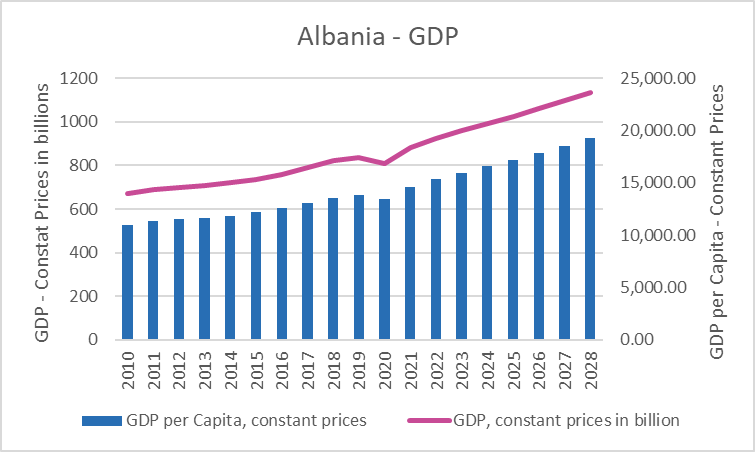 Albania - GDP
GDP - Constat Prices in billions
1200
1000
800
600
400
200
0
25,000.00
20,000.00
15,000.00
10,000.00
5,000.00
0.00
GDP per Capita - Constant Prices
2010 2011 2012 2013 2014 2015 2016 2017 2018 2019 2020 2021 2022 2023 2024 2025 2026 2027 2028
GDP per Capita, constant prices GDP, constant prices in billion